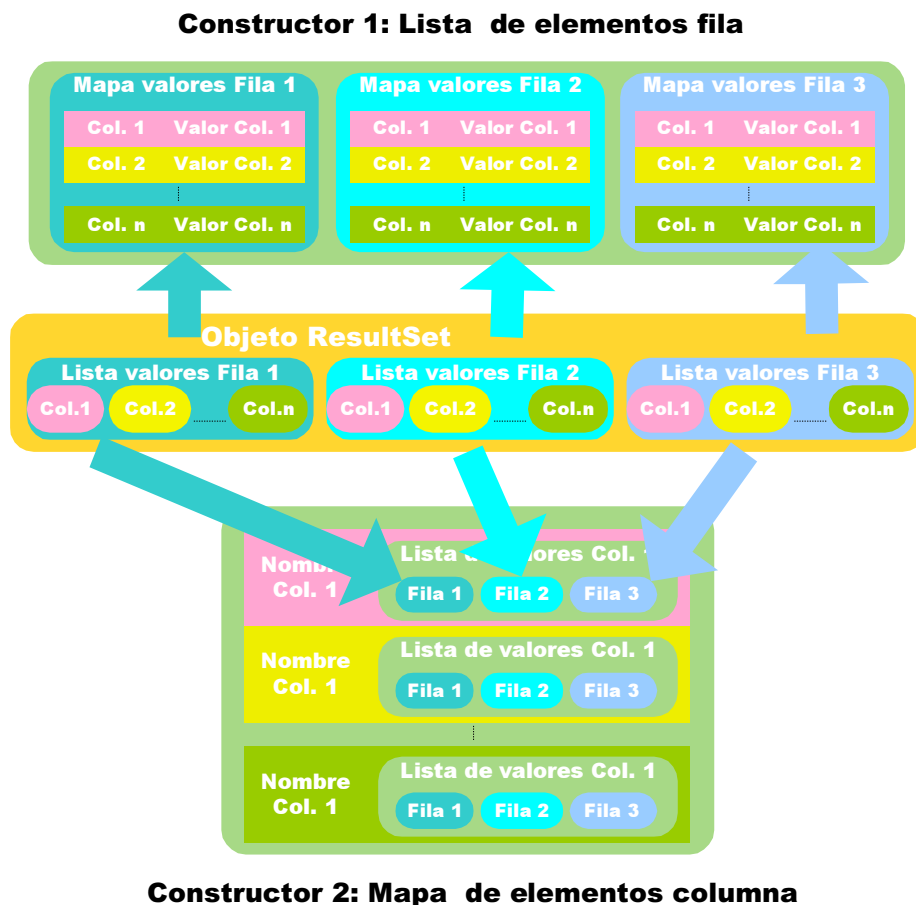 Constructor 1: Lista de elementos fila
Mapa valores Fila 1
Col. 1 Valor Col. 1
Col. 2 Valor Col. 2
Col. n Valor Col. n
Mapa valores Fila 2
Col. 1 Valor Col. 1
Col. 2 Valor Col. 2
Col. n Valor Col. n
Mapa valores Fila 3
Col. 1 Valor Col. 1
Col. 2 Valor Col. 2
Col. n Valor Col. n
Objeto ResultSet
Lista valores Fila 1
Col.1 Col.2 Col.n
Lista valores Fila 2
Col.1 Col.2 Col.n
Lista valores Fila 3
Col.1 Col.2 Col.n
Nombre
Col. 1
Lista de valores Col. 1
Fila 1 Fila 2 Fila 3
Nombre
Col. 1
Lista de valores Col. 1
Fila 1 Fila 2 Fila 3
Nombre
Col. 1
Lista de valores Col. 1
Fila 1 Fila 2 Fila 3
Constructor 2: Mapa de elementos columna